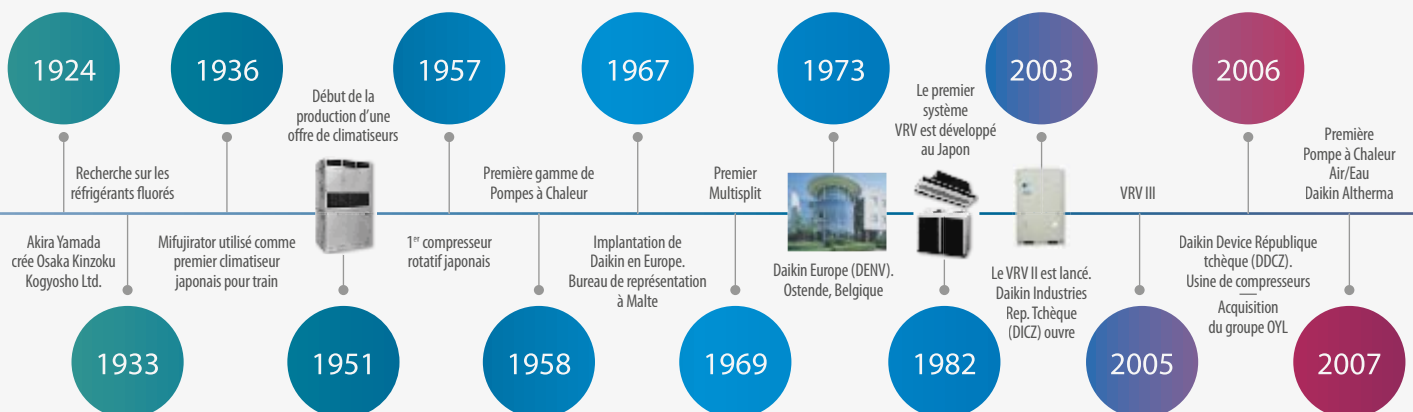 1924
Akira Yamada
crée Osaka Kinzoku
Kogyosho Ltd.
Recherche sur les
réfrigérants fluorés
1933
1936
Mifujirator utilisé comme
premier climatiseur
japonais pour train
Début de la
production d’une
offre de climatiseurs
1951
1957
1er compresseur
rotatif japonais
Première gamme de
Pompes à Chaleur
1958
1967
Implantation de
Daikin en Europe.
Bureau de représentation
à Malte
Premier
Multisplit
1969
1973
Daikin Europe (DENV).
Ostende, Belgique
Le premier
système
VRV est développé
au Japon
1982
2003
Le VRV II est lancé.
Daikin Industries
Rep. Tchèque
(DICZ) ouvre
VRV III
2005
2006
Daikin Device République
tchèque (DDCZ).
Usine de compresseurs
Acquisition
du groupe OYL
Première
Pompe à Chaleur
Air/Eau
Daikin Altherma
2007